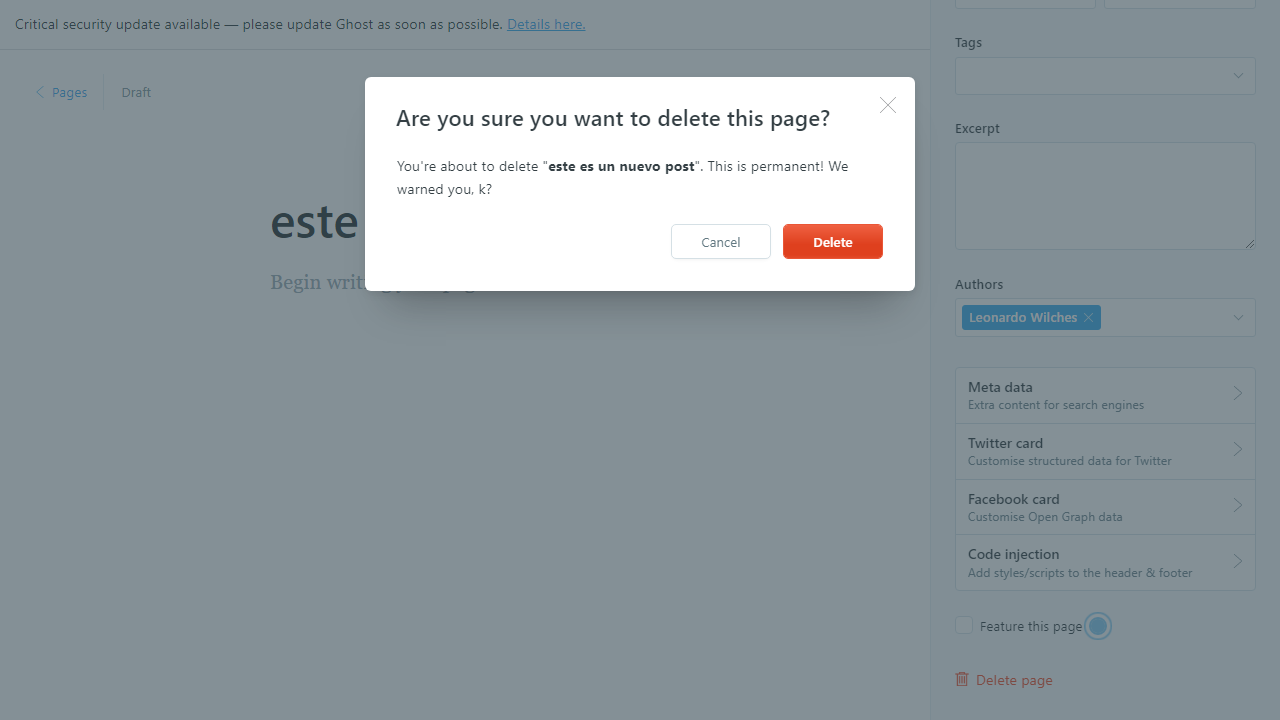 Critical security update available — please update Ghost as soon as possible. Details here.
Pages
Draft
este
Are you sure you want to delete this page?
You're about to delete "este es un nuevo post". This is permanent! We
warned you, k?
Cancel
Delete
Tags
Excerpt
Authors
Leonardo Wilches
Meta data
Extra content for search engines
Twitter card
Customise structured data for Twitter
Facebook card
Customise Open Graph data
Code injection
Add styles/scripts to the header & footer
Feature this page
Delete page
Begin